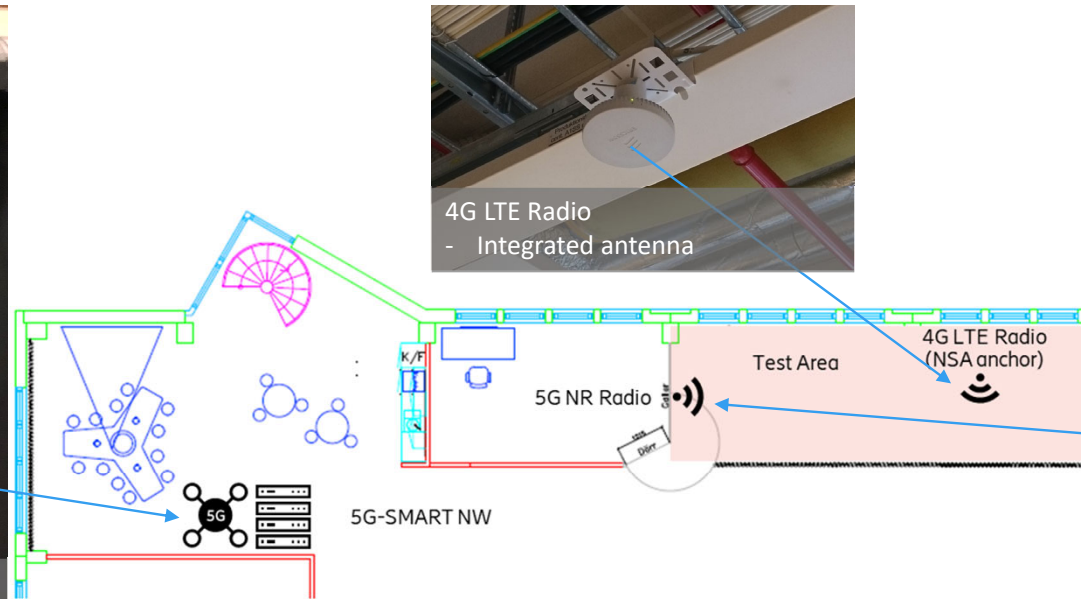 4G LTE Radio
- Integrated antenna
K/F
5G NR Radio
Test Area
4G LTE Radio
(NSA anchor)
Dörr
5G
5G-SMART NW